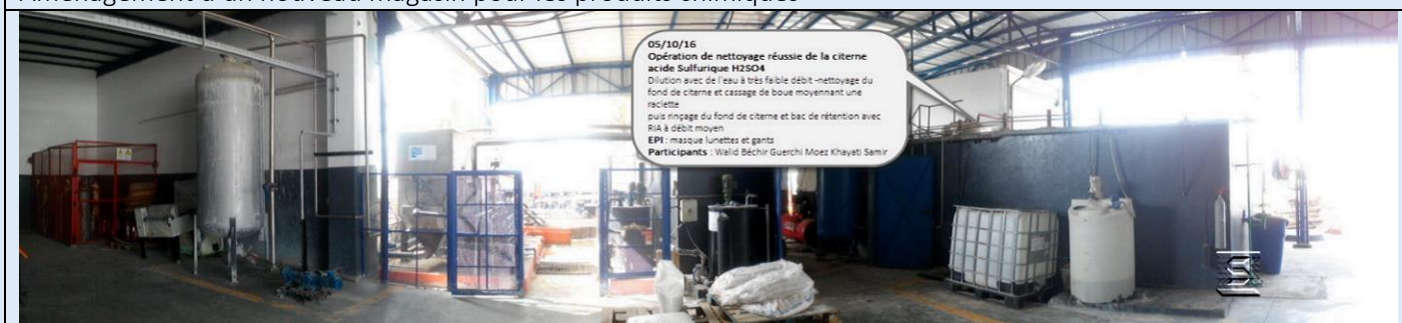 Aménagement d'un nouveau magasin pour les produits chimiques
05/10/16
Opération de nettoyage réussie de la citerne
acide Sulfurique H2SO4
Dilution avec de l'eau à très faible débit -nettoyage du
fond de citerne et cassage de boue moyennant une
raclette
puis rinçage du fond de citerne et bac de rétention avec
RIA à débit moyen
EPI : masque lunettes et gants
Participants : Walid Béchir Guerchi Moez Khayati Samir